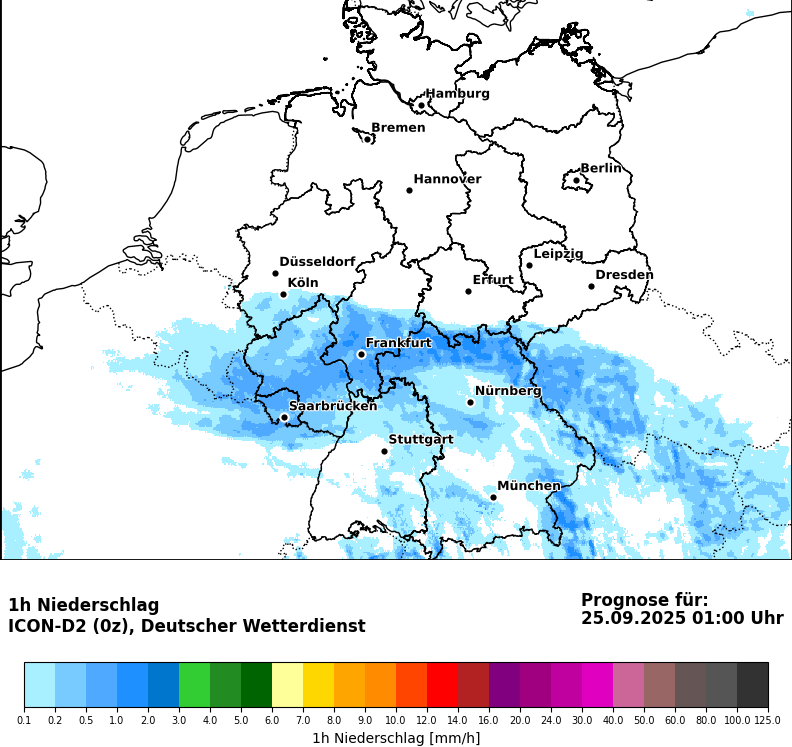 Hamburg
Bremen
Berlin
Hannover
Leipzig
Düsseldorf
Dresden
Köln
Erfurt
Frankfurt
Nürnberg
Saarbrücken
Stuttgart
München
1h Niederschlag
ICON-D2 (0z), Deutscher Wetterdienst
Prognose für:
25.09.2025 01:00 Uhr
0.1 0.2 0.5 1.0 2.0 3.0 4.0 5.0 6.0 7.0 8.0 9.0 10.0 12.0 14.0 16.0 20.0 24.0 30.0 40.0 50.0 60.0 80.0 100.0 125.0
1h Niederschlag [mm/h]